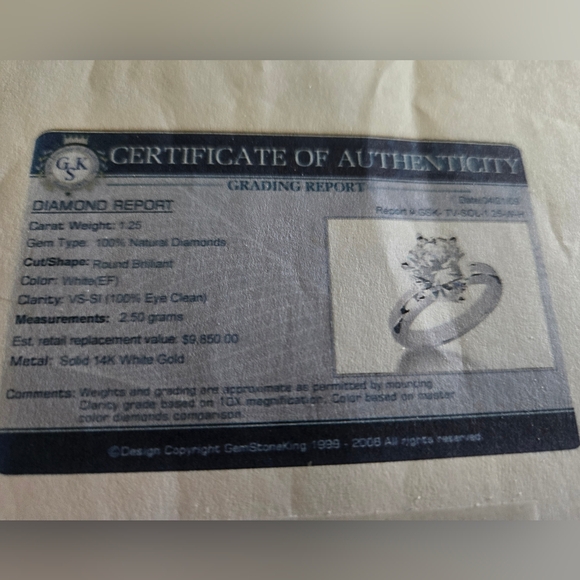 GSK
CERTIFICATE OF AUTHENTICITY
GRADING REPORT
DIAMOND REPORT
Report #:GSK-
Carat Weight: 1.25
Gem Type: 100% Natural Diamonds
Cut/Shape: Round Brilliant
Color: White(EF)
Clarity: VS-SI (100% Eye Clean)
Measurements: 2.50 grams
Est. retail replacement value: $9,850.00
Metal: Solid 14K White Gold
Comments: Weights and grading are approximate as permitted by mounting.
Clarity grade based on 10X magnification. Color based on master
color diamonds comparison.
©Design Copyright GemStoneKing 1999 - 2006 All rights reserved